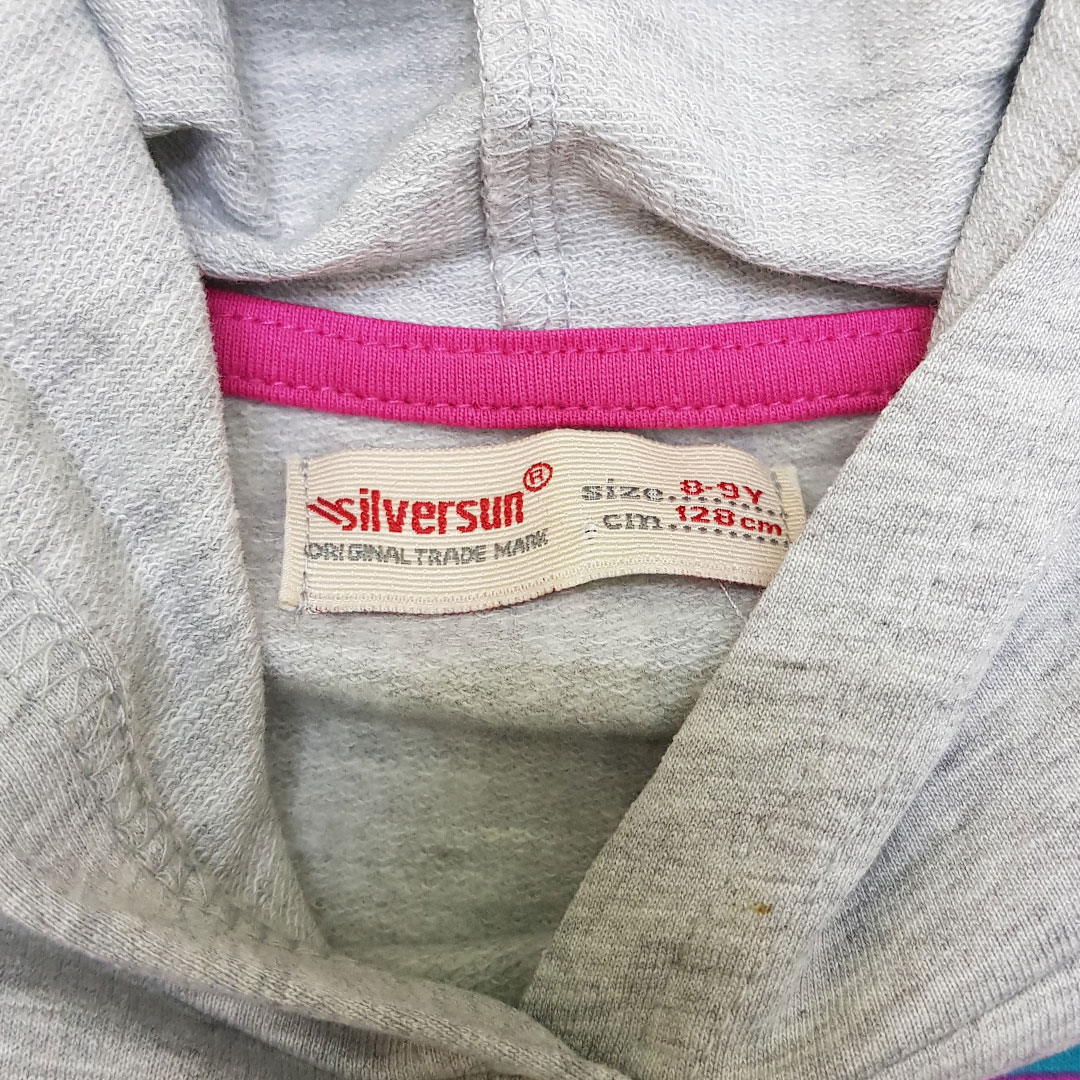 silversun®
ORIGINAL TRADE MARK
size 8-9Y
cm 128cm